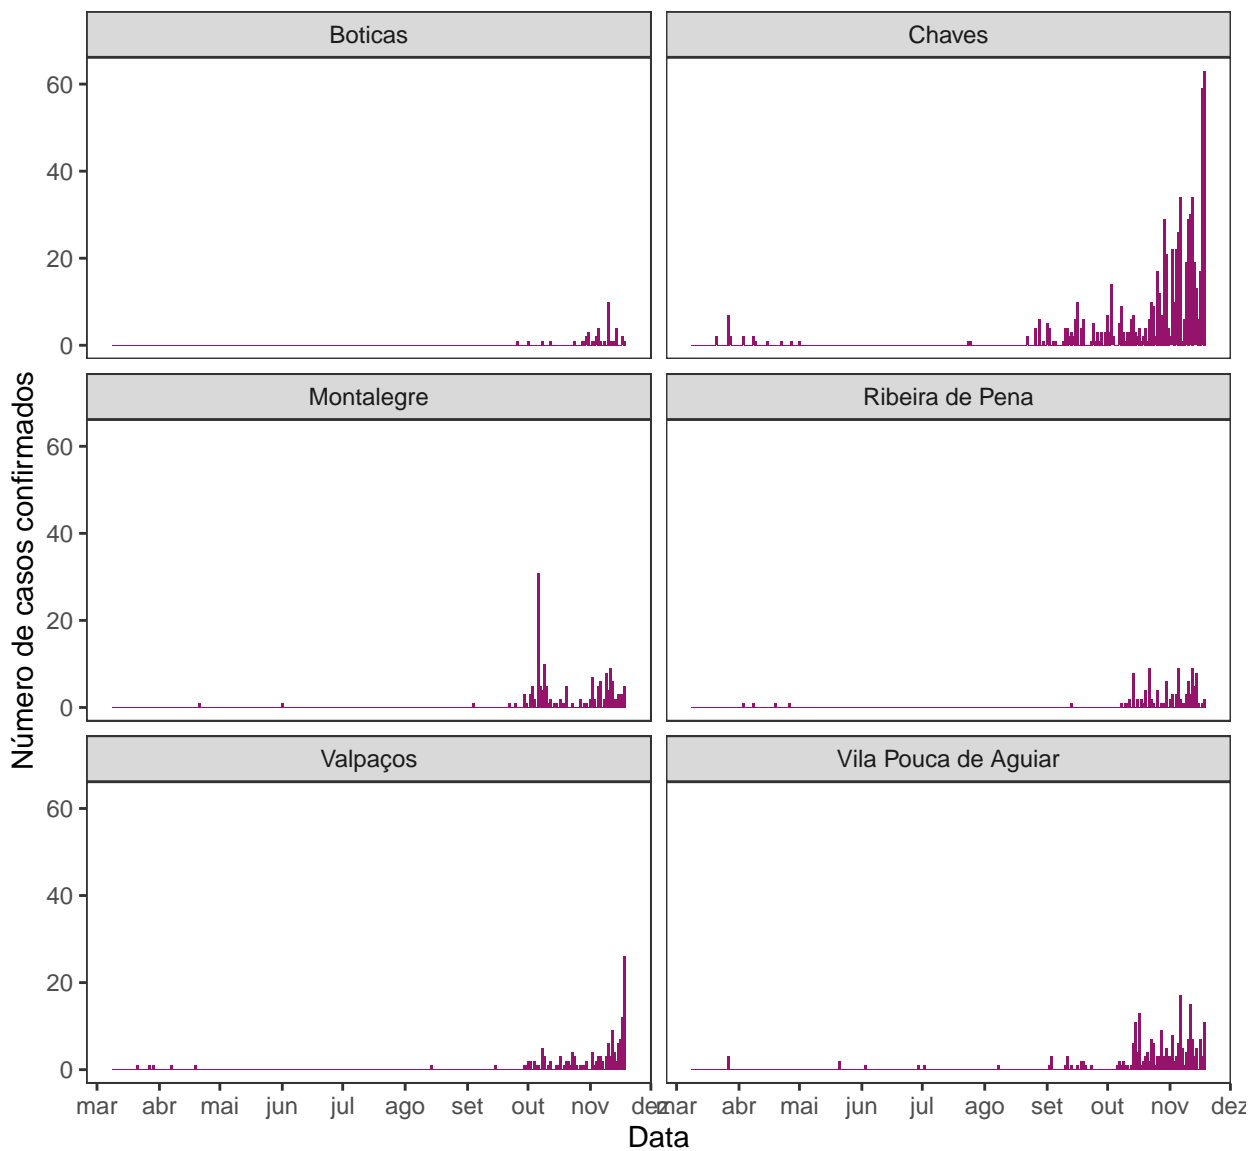 Boticas
Chaves
60
40
20
0
Montalegre
Ribeira de Pena
60
40
20
0
Número de casos confirmados
Valpaços
Vila Pouca de Aguiar
60
40
20
0
mar abr mai jun jul ago set out nov dez
mar abr mai jun jul ago set out nov dez
Data